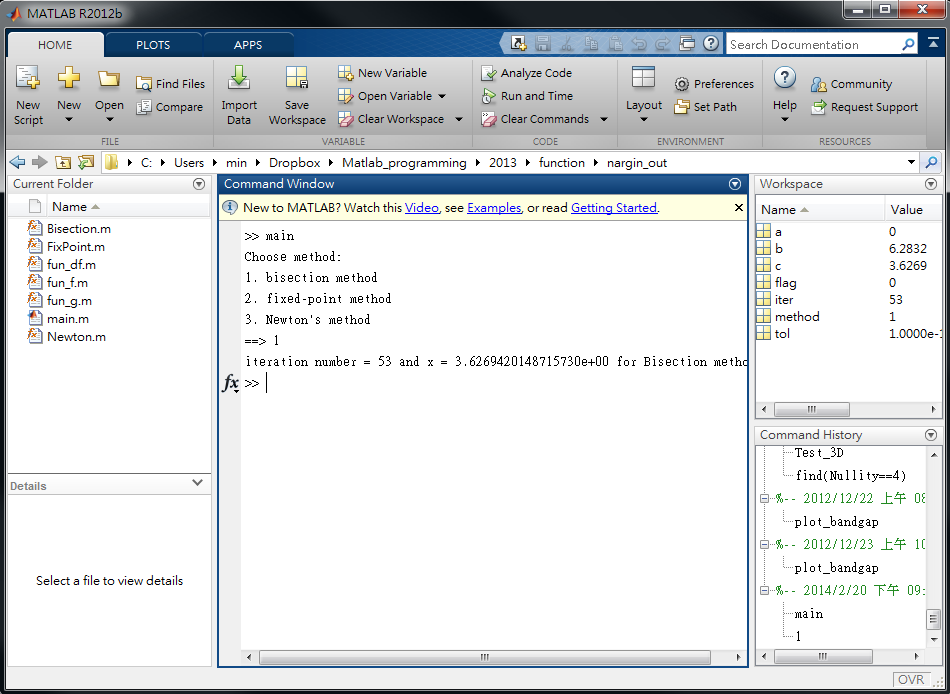 MATLAB R2012b
HOME PLOTS APPS
Search Documentation
New Script
New
Open
Find Files
Compare
Import Data
Save Workspace
New Variable
Open Variable
Clear Workspace
Analyze Code
Run and Time
Clear Commands
Layout
Preferences
Set Path
Help
Community
Request Support
FILE VARIABLE CODE ENVIRONMENT RESOURCES
C: Users min Dropbox Matlab_programming 2013 function nargin_out
Current Folder
Name
Bisection.m
FixPoint.m
fun_df.m
fun_f.m
fun_g.m
main.m
Newton.m
Details
Select a file to view details
Command Window
New to MATLAB? Watch this Video, see Examples, or read Getting Started.
>> main
Choose method:
1. bisection method
2. fixed-point method
3. Newton's method
==> 1
iteration number = 53 and x = 3.6269420148715730e+00 for Bisection metho
fx >>
Workspace
Name Value
a 0
b 6.2832
c 3.6269
flag 0
iter 53
method 1
tol 1.0000e-
Command History
Test_3D
find(Nullity==4)
%-- 2012/12/22 上午 08
plot_bandgap
%-- 2012/12/23 上午 10
plot_bandgap
%-- 2014/2/20 下午 09:
main
1
OVR